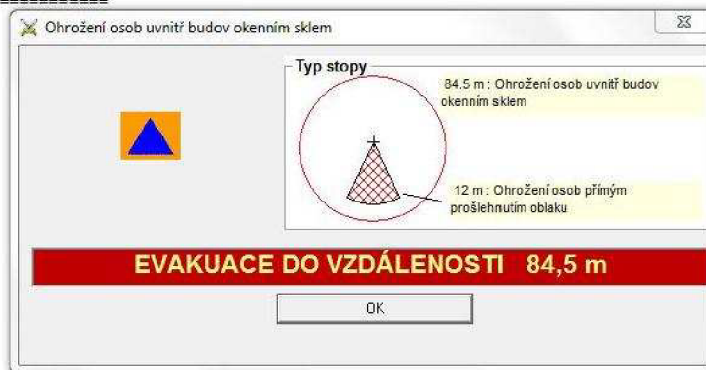 ===========
Ohrožení osob uvnitř budov okenním sklem
Typ stopy
84.5 m : Ohrožení osob uvnitř budov
okenním sklem
12 m : Ohrožení osob přímým
prošlehnutím oblaku
EVAKUACE DO VZDÁLENOSTI 84,5 m
OK